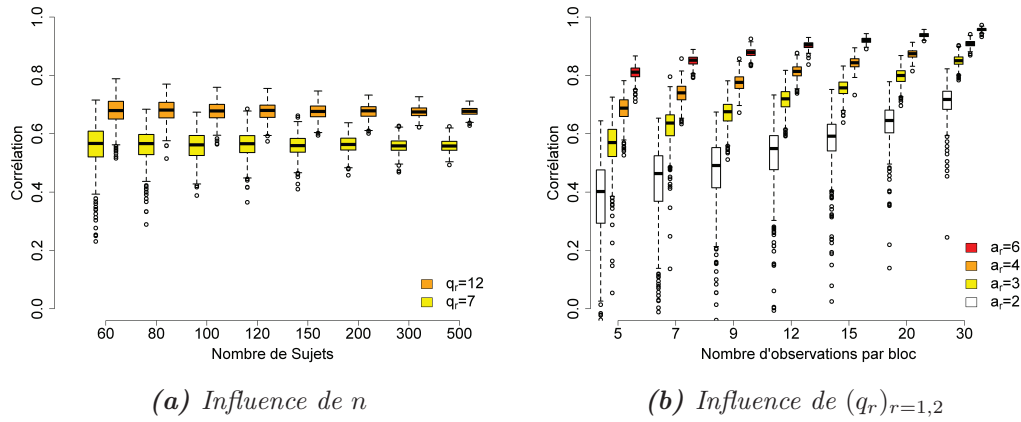 Corrélation
1.0
0.8
0.6
0.4
0.2
0.0
q_r=12
q_r=7
60 80 100 120 150 200 300 500
Nombre de Sujets
(a) Influence de n
Corrélation
1.0
0.8
0.6
0.4
0.2
0.0
a_r=6
a_r=4
a_r=3
a_r=2
5 7 9 12 15 20 30
Nombre d'observations par bloc
(b) Influence de (q_r)_{r=1,2}